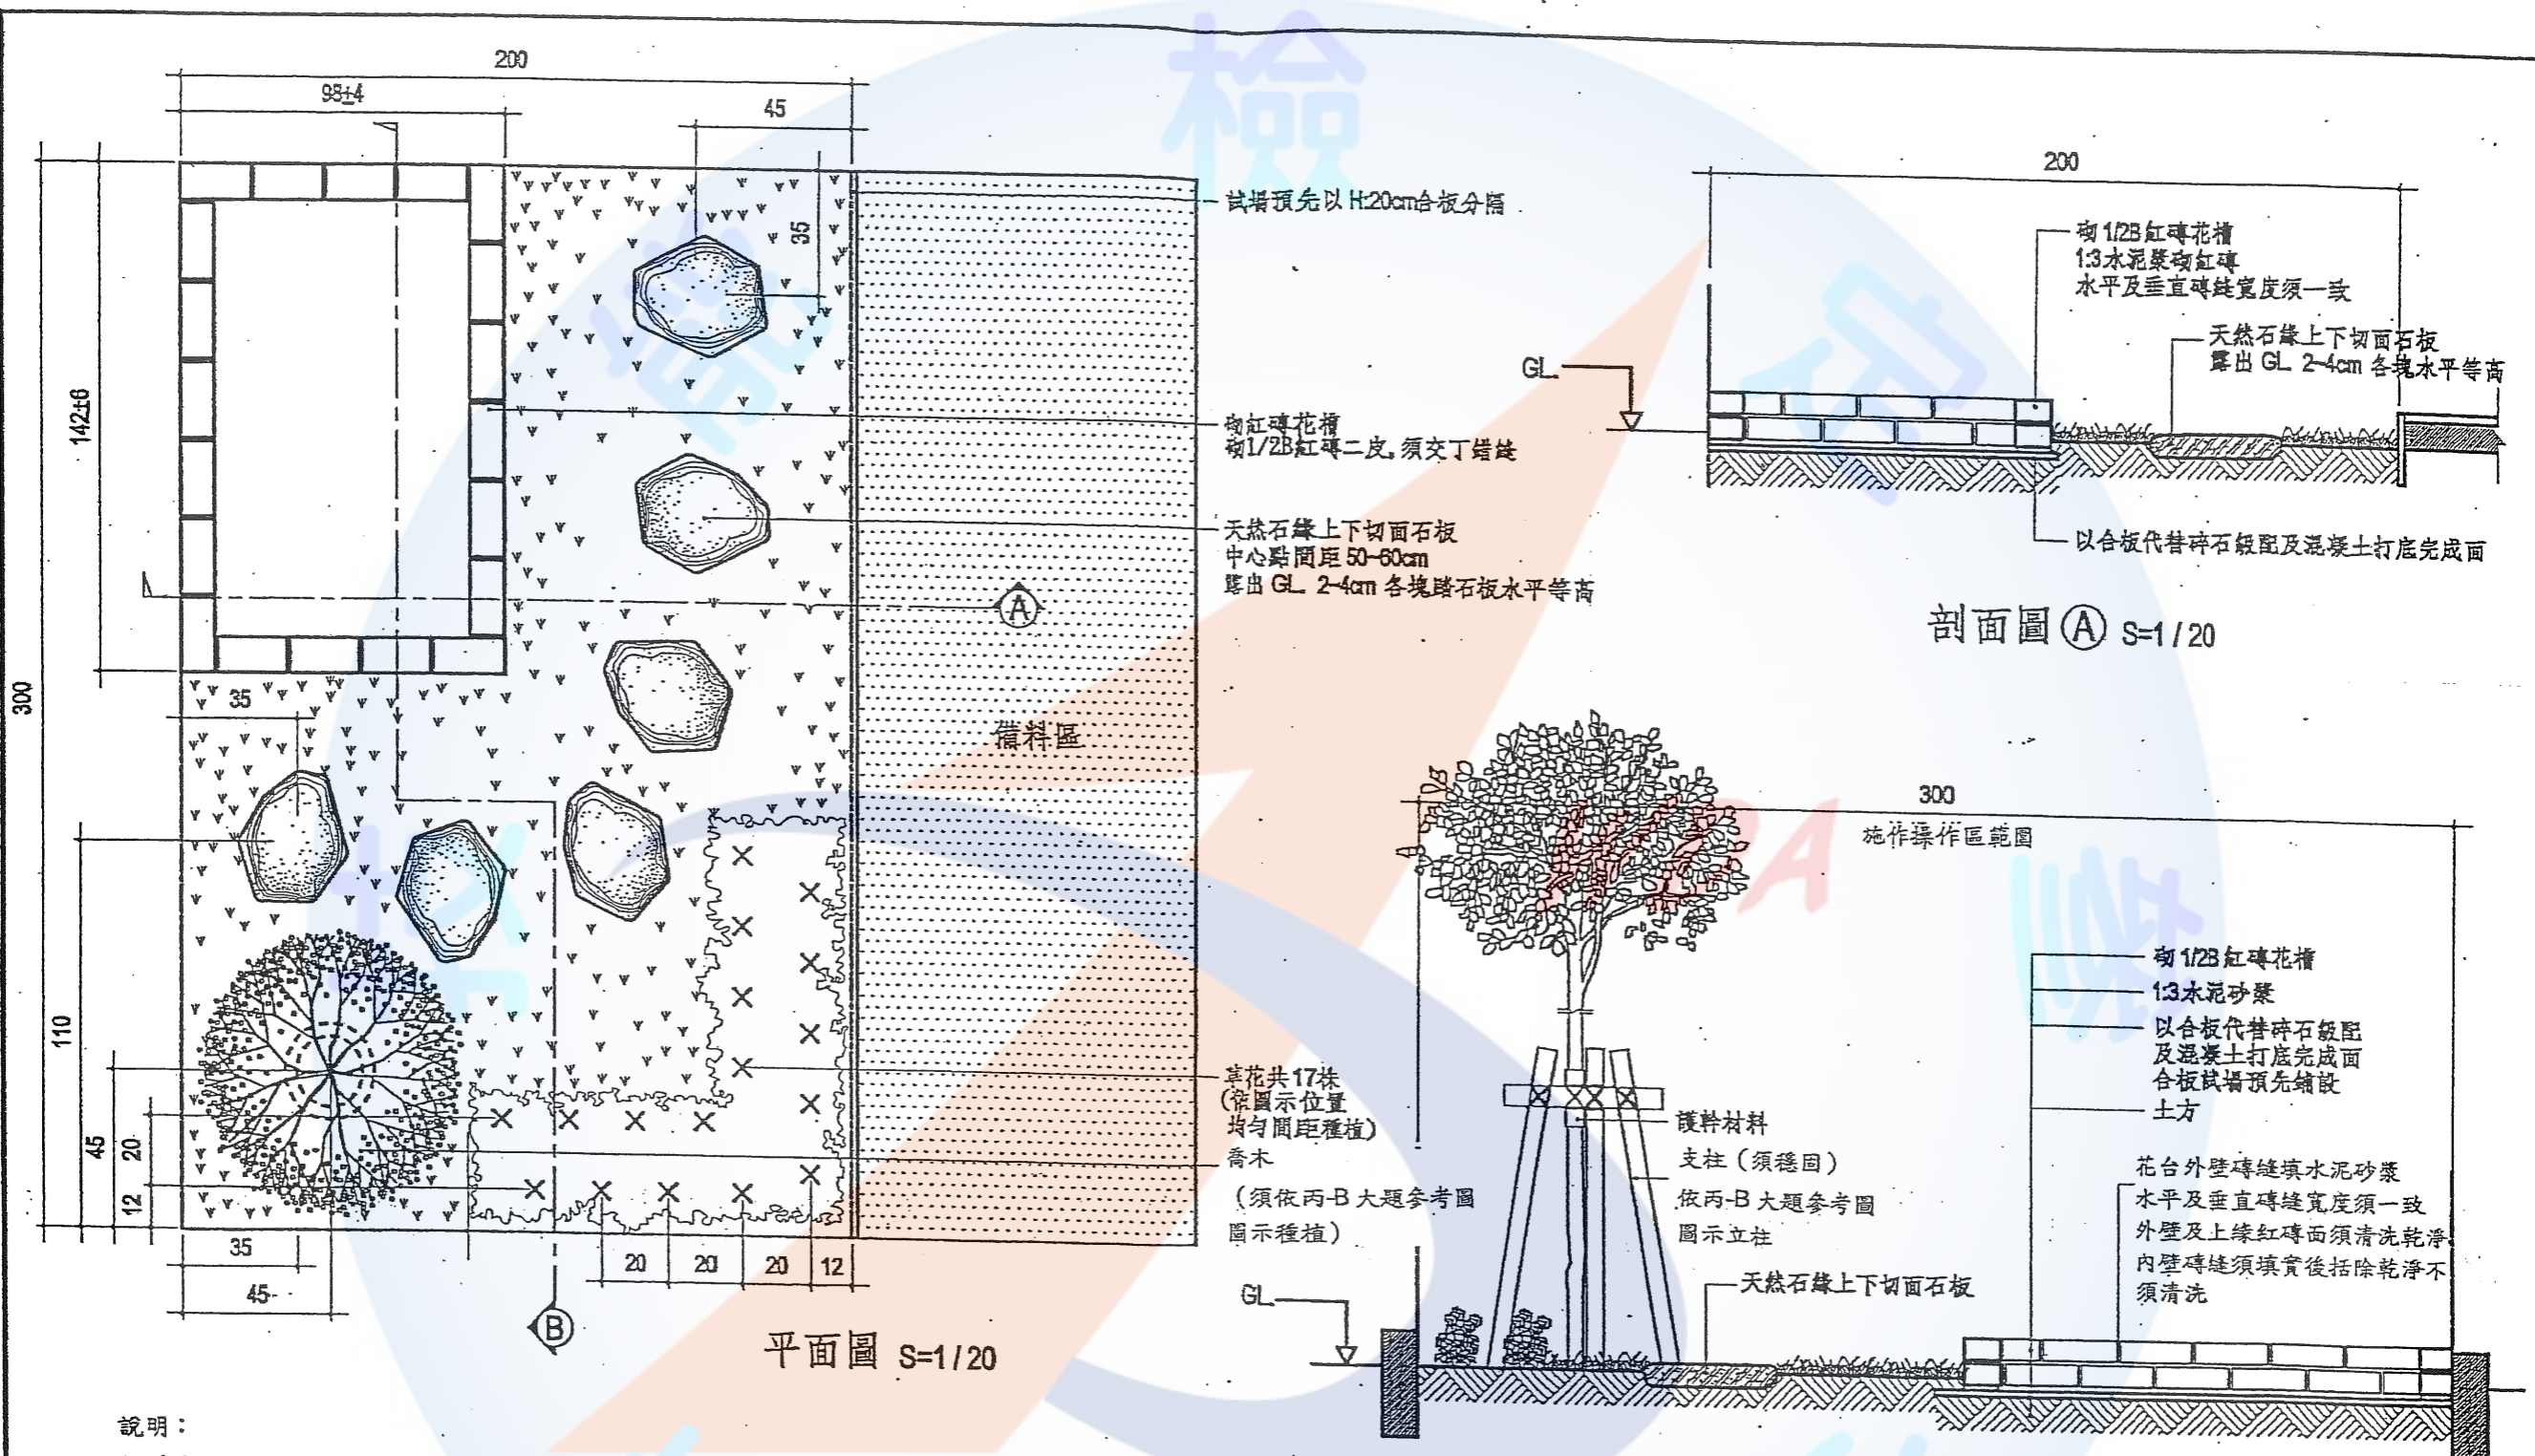 200
98±4
45
35
142±6
300
35
110
45
20
12
35
45
20
20
20
12
試場預先以H:20cm合板分隔
砌紅磚花槽
砌1/2B紅磚二皮,須交丁錯縫
天然石緣上下切面石板
中心點間距50~60cm
露出 GL. 2~4cm 各塊踏石板水平等高
A
備料區
草花共17株
(依圖示位置
均勻間距種植)
喬木
(須依丙-B大題參考圖
圖示種植)
B
平面圖 S=1/20
說明:
200
砌1/2B紅磚花槽
1:3水泥漿砌紅磚
水平及垂直磚縫寬度須一致
天然石緣上下切面石板
露出 GL. 2~4cm 各塊水平等高
GL.
以合板代替碎石級配及混凝土打底完成面
剖面圖 A S=1/20
300
施作操作區範圍
砌1/2B紅磚花槽
1:3水泥砂漿
以合板代替碎石級配
及混凝土打底完成面
合板試場預先鋪設
土方
護幹材料
支柱(須穩固)
依丙-B大題參考圖
圖示立柱
花台外壁磚縫填水泥砂漿
水平及垂直磚縫寬度須一致
外壁及上緣紅磚面須清洗乾淨
內壁磚縫須填實後括除乾淨不
須清洗
天然石緣上下切面石板
GL.